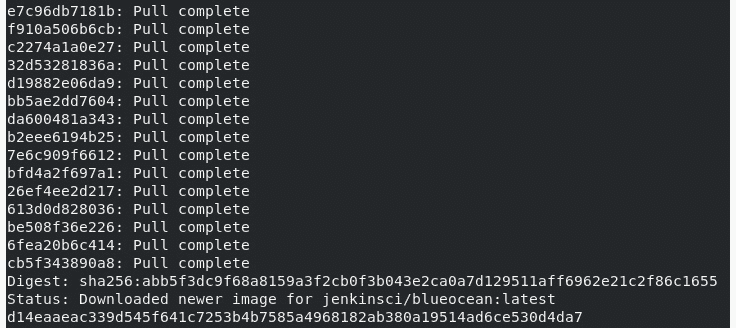 e7c96db7181b: Pull complete
f910a506b6cb: Pull complete
c2274a1a0e27: Pull complete
32d53281836a: Pull complete
d19882e06da9: Pull complete
bb5ae2dd7604: Pull complete
da600481a343: Pull complete
b2eee6194b25: Pull complete
7e6c909f6612: Pull complete
bfd4a2f697a1: Pull complete
26ef4ee2d217: Pull complete
613d0d828036: Pull complete
be508f36e226: Pull complete
6fea20b6c414: Pull complete
cb5f343890a8: Pull complete
Digest: sha256:abb5f3dc9f68a8159a3f2cb0f3b043e2ca0a7d129511aff6962e21c2f86c1655
Status: Downloaded newer image for jenkinsci/blueocean:latest
d14eaaeac339d545f641c7253b4b7585a4968182ab380a19514ad6ce530d4da7